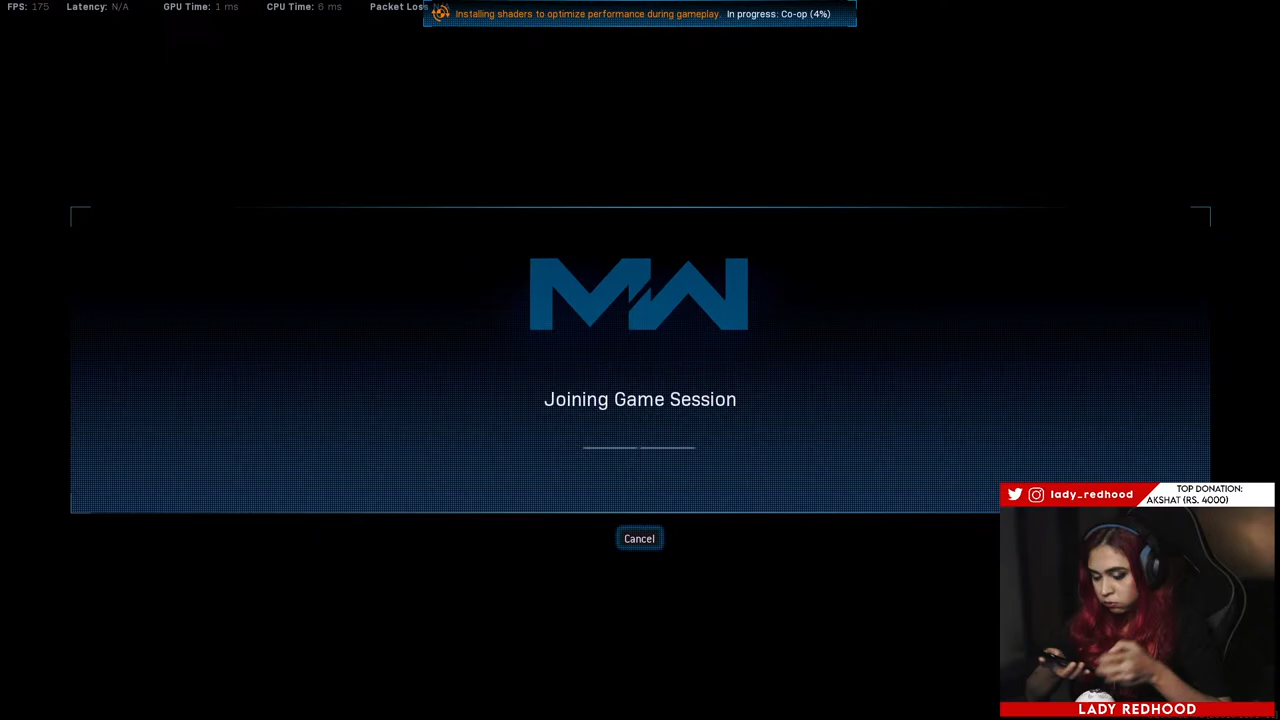 FPS: 175 Latency: N/A GPU Time: 1 ms CPU Time: 6 ms Packet Loss
Installing shaders to optimize performance during gameplay. In progress: Co-op (4%)
MW
Joining Game Session
Cancel
lady_redhood
TOP DONATION:
AKSHAT (RS. 4000)
LADY REDHOOD